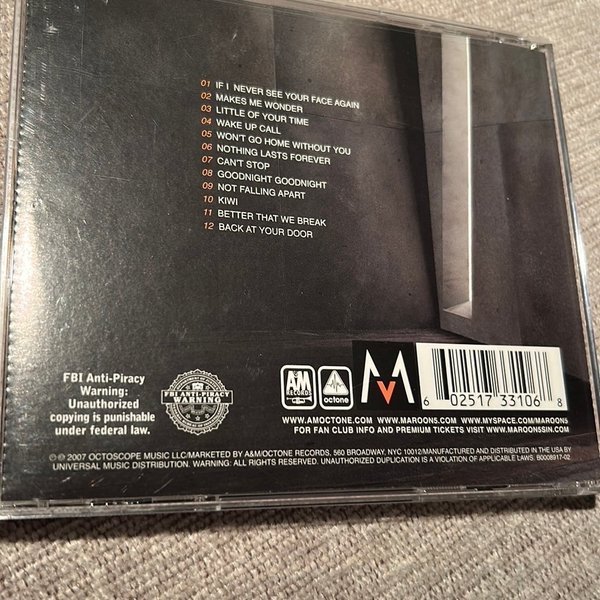 01 IF I NEVER SEE YOUR FACE AGAIN
02 MAKES ME WONDER
03 LITTLE OF YOUR TIME
04 WAKE UP CALL
05 WON'T GO HOME WITHOUT YOU
06 NOTHING LASTS FOREVER
07 CAN'T STOP
08 GOODNIGHT GOODNIGHT
09 NOT FALLING APART
10 KIWI
11 BETTER THAT WE BREAK
12 BACK AT YOUR DOOR
FBI Anti-Piracy
Warning:
Unauthorized
copying is punishable
under federal law.
FBI ANTI-PIRACY
WARNING
A&M
RECORDS
octone
M
6 02517 33106 8
WWW.AMOCTONE.COM WWW.MAROON5.COM WWW.MYSPACE.COM/MAROON5
FOR FAN CLUB INFO AND PREMIUM TICKETS VISIT WWW.MAROON5SIN.COM
℗ © 2007 OCTOSCOPE MUSIC LLC/MARKETED BY A&M/OCTONE RECORDS, 560 BROADWAY, NYC 10012/MANUFACTURED AND DISTRIBUTED IN THE USA BY
UNIVERSAL MUSIC DISTRIBUTION. WARNING: ALL RIGHTS RESERVED. UNAUTHORIZED DUPLICATION IS A VIOLATION OF APPLICABLE LAWS. B0008917-02